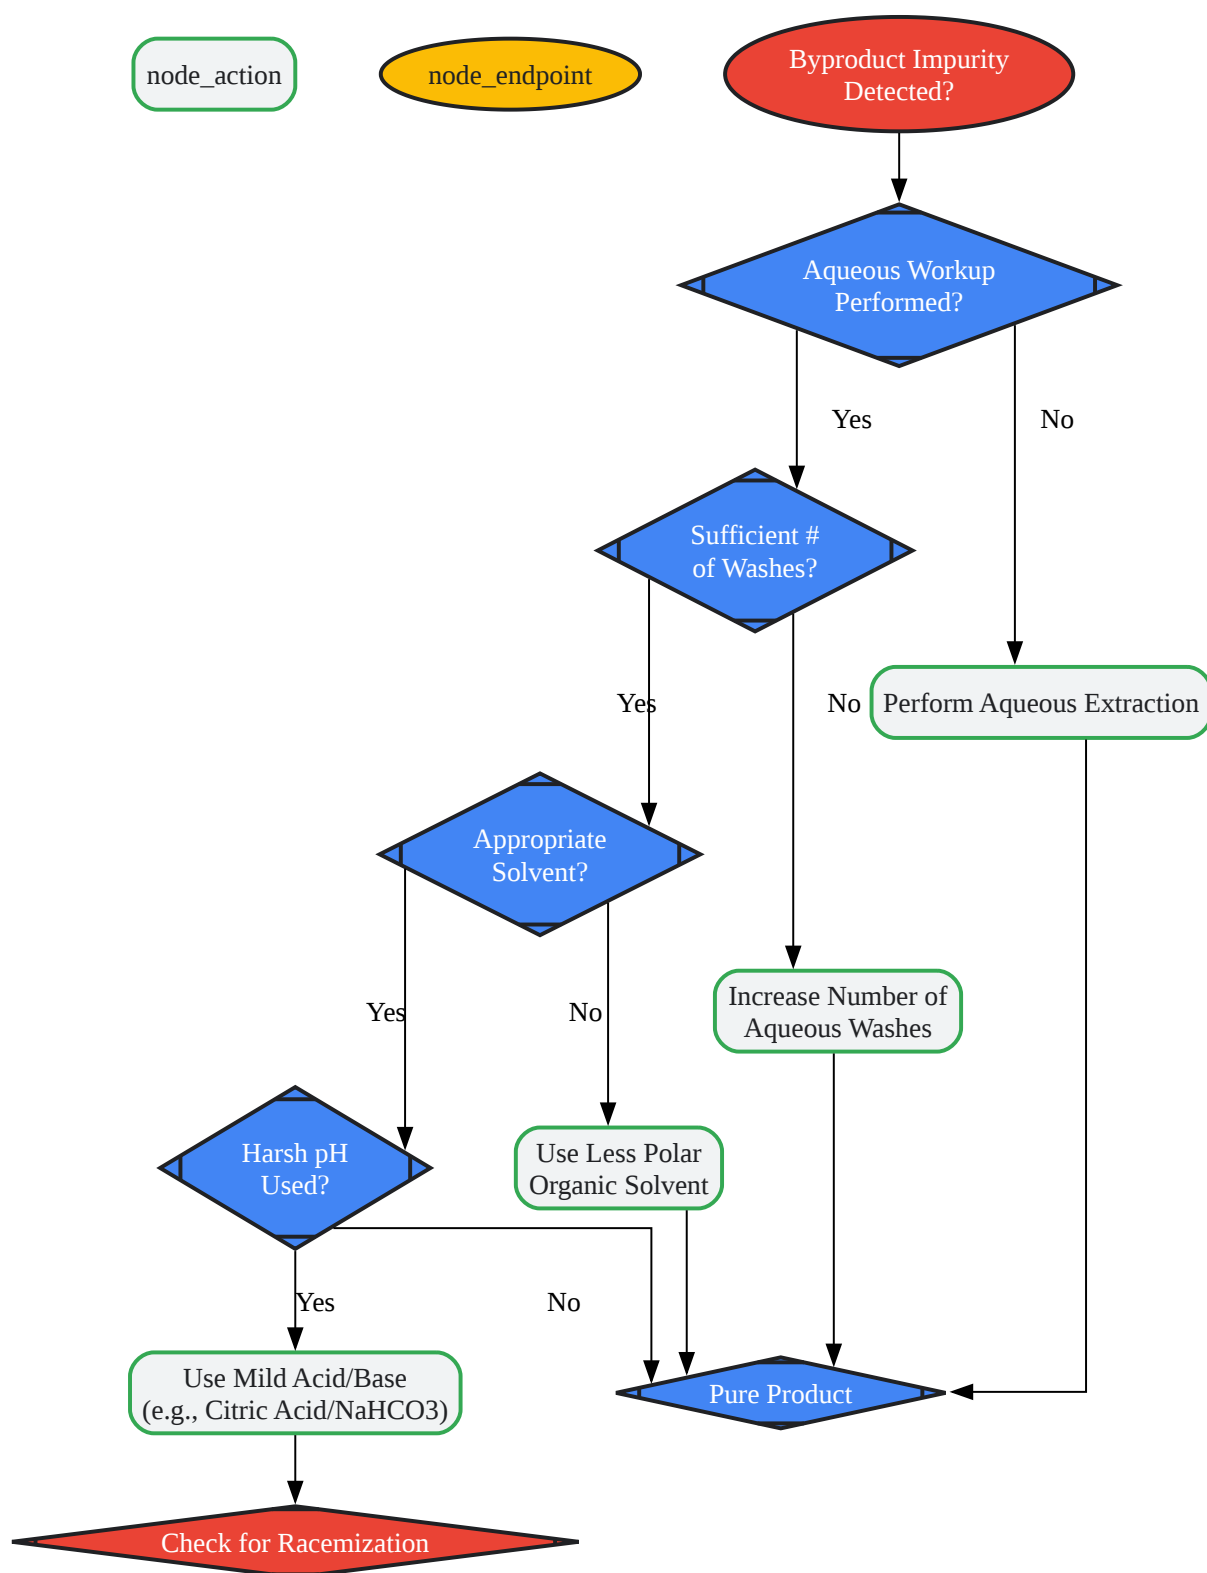 node_action
node_endpoint
Byproduct Impurity
Detected?
Aqueous Workup
Performed?
Yes
No
Sufficient #
of Washes?
Yes
No
Perform Aqueous Extraction
Appropriate
Solvent?
Yes
No
Increase Number of
Aqueous Washes
Harsh pH
Used?
Use Less Polar
Organic Solvent
Yes
No
Use Mild Acid/Base
(e.g., Citric Acid/NaHCO3)
Pure Product
Check for Racemization